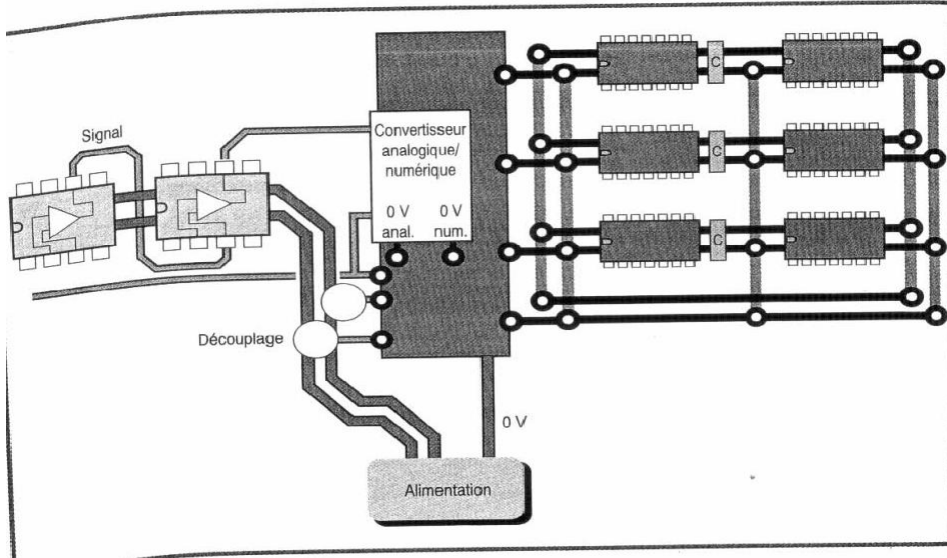 Signal
Convertisseur
analogique/
numérique
0 V
anal.
0 V
num.
C
C
C
Découplage
0 V
Alimentation